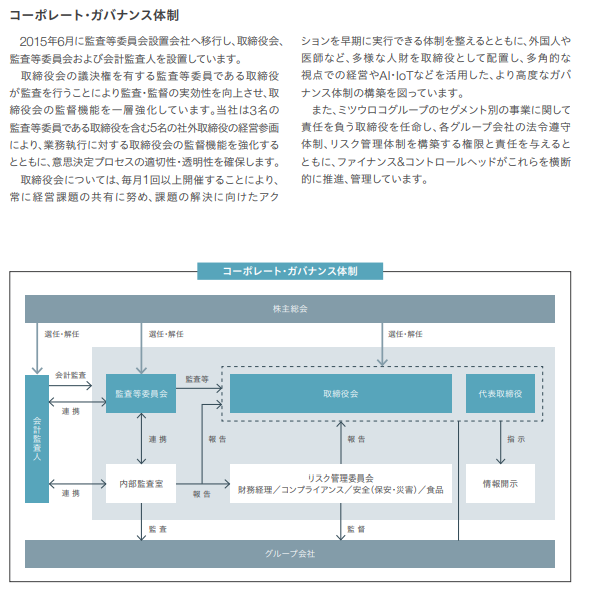 コーポレート・ガバナンス体制
2015年6月に監査等委員会設置会社へ移行し、取締役会、
監査等委員会および会計監査人を設置しています。
取締役会の議決権を有する監査等委員である取締役
が監査を行うことにより監査・監督の実効性を向上させ、取
締役会の監督機能を一層強化しています。当社は3名の
監査等委員である取締役を含む5名の社外取締役の経営参画
により、業務執行に対する取締役会の監督機能を強化する
とともに、意思決定プロセスの適切性・透明性を確保します。
取締役会については、毎月1回以上開催することにより、
常に経営課題の共有に努め、課題の解決に向けたアク
ションを早期に実行できる体制を整えるとともに、外国人や
医師など、多様な人財を取締役として配置し、多角的な
視点での経営やAI・IoTなどを活用した、より高度なガバ
ナンス体制の構築を図っています。
また、ミツウロコグループのセグメント別の事業に関して
責任を負う取締役を任命し、各グループ会社の法令遵守
体制、リスク管理体制を構築する権限と責任を与えると
ともに、ファイナンス&コントロールヘッドがこれらを横断
的に推進、管理しています。
コーポレート・ガバナンス体制
株主総会
選任・解任
選任・解任
選任・解任
会計監査
監査等
監査等委員会
取締役会
代表取締役
会計監査人
連携
連携
報告
報告
指示
内部監査室
リスク管理委員会
財務経理／コンプライアンス／安全（保安・災害）／食品
情報開示
連携
報告
監査
監督
グループ会社